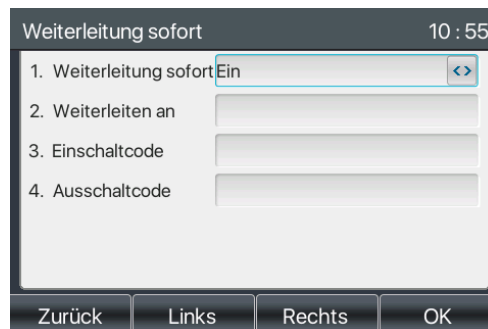 Weiterleitung sofort 10 : 55
1. Weiterleitung sofort Ein <>
2. Weiterleiten an
3. Einschaltcode
4. Ausschaltcode
Zurück Links Rechts OK